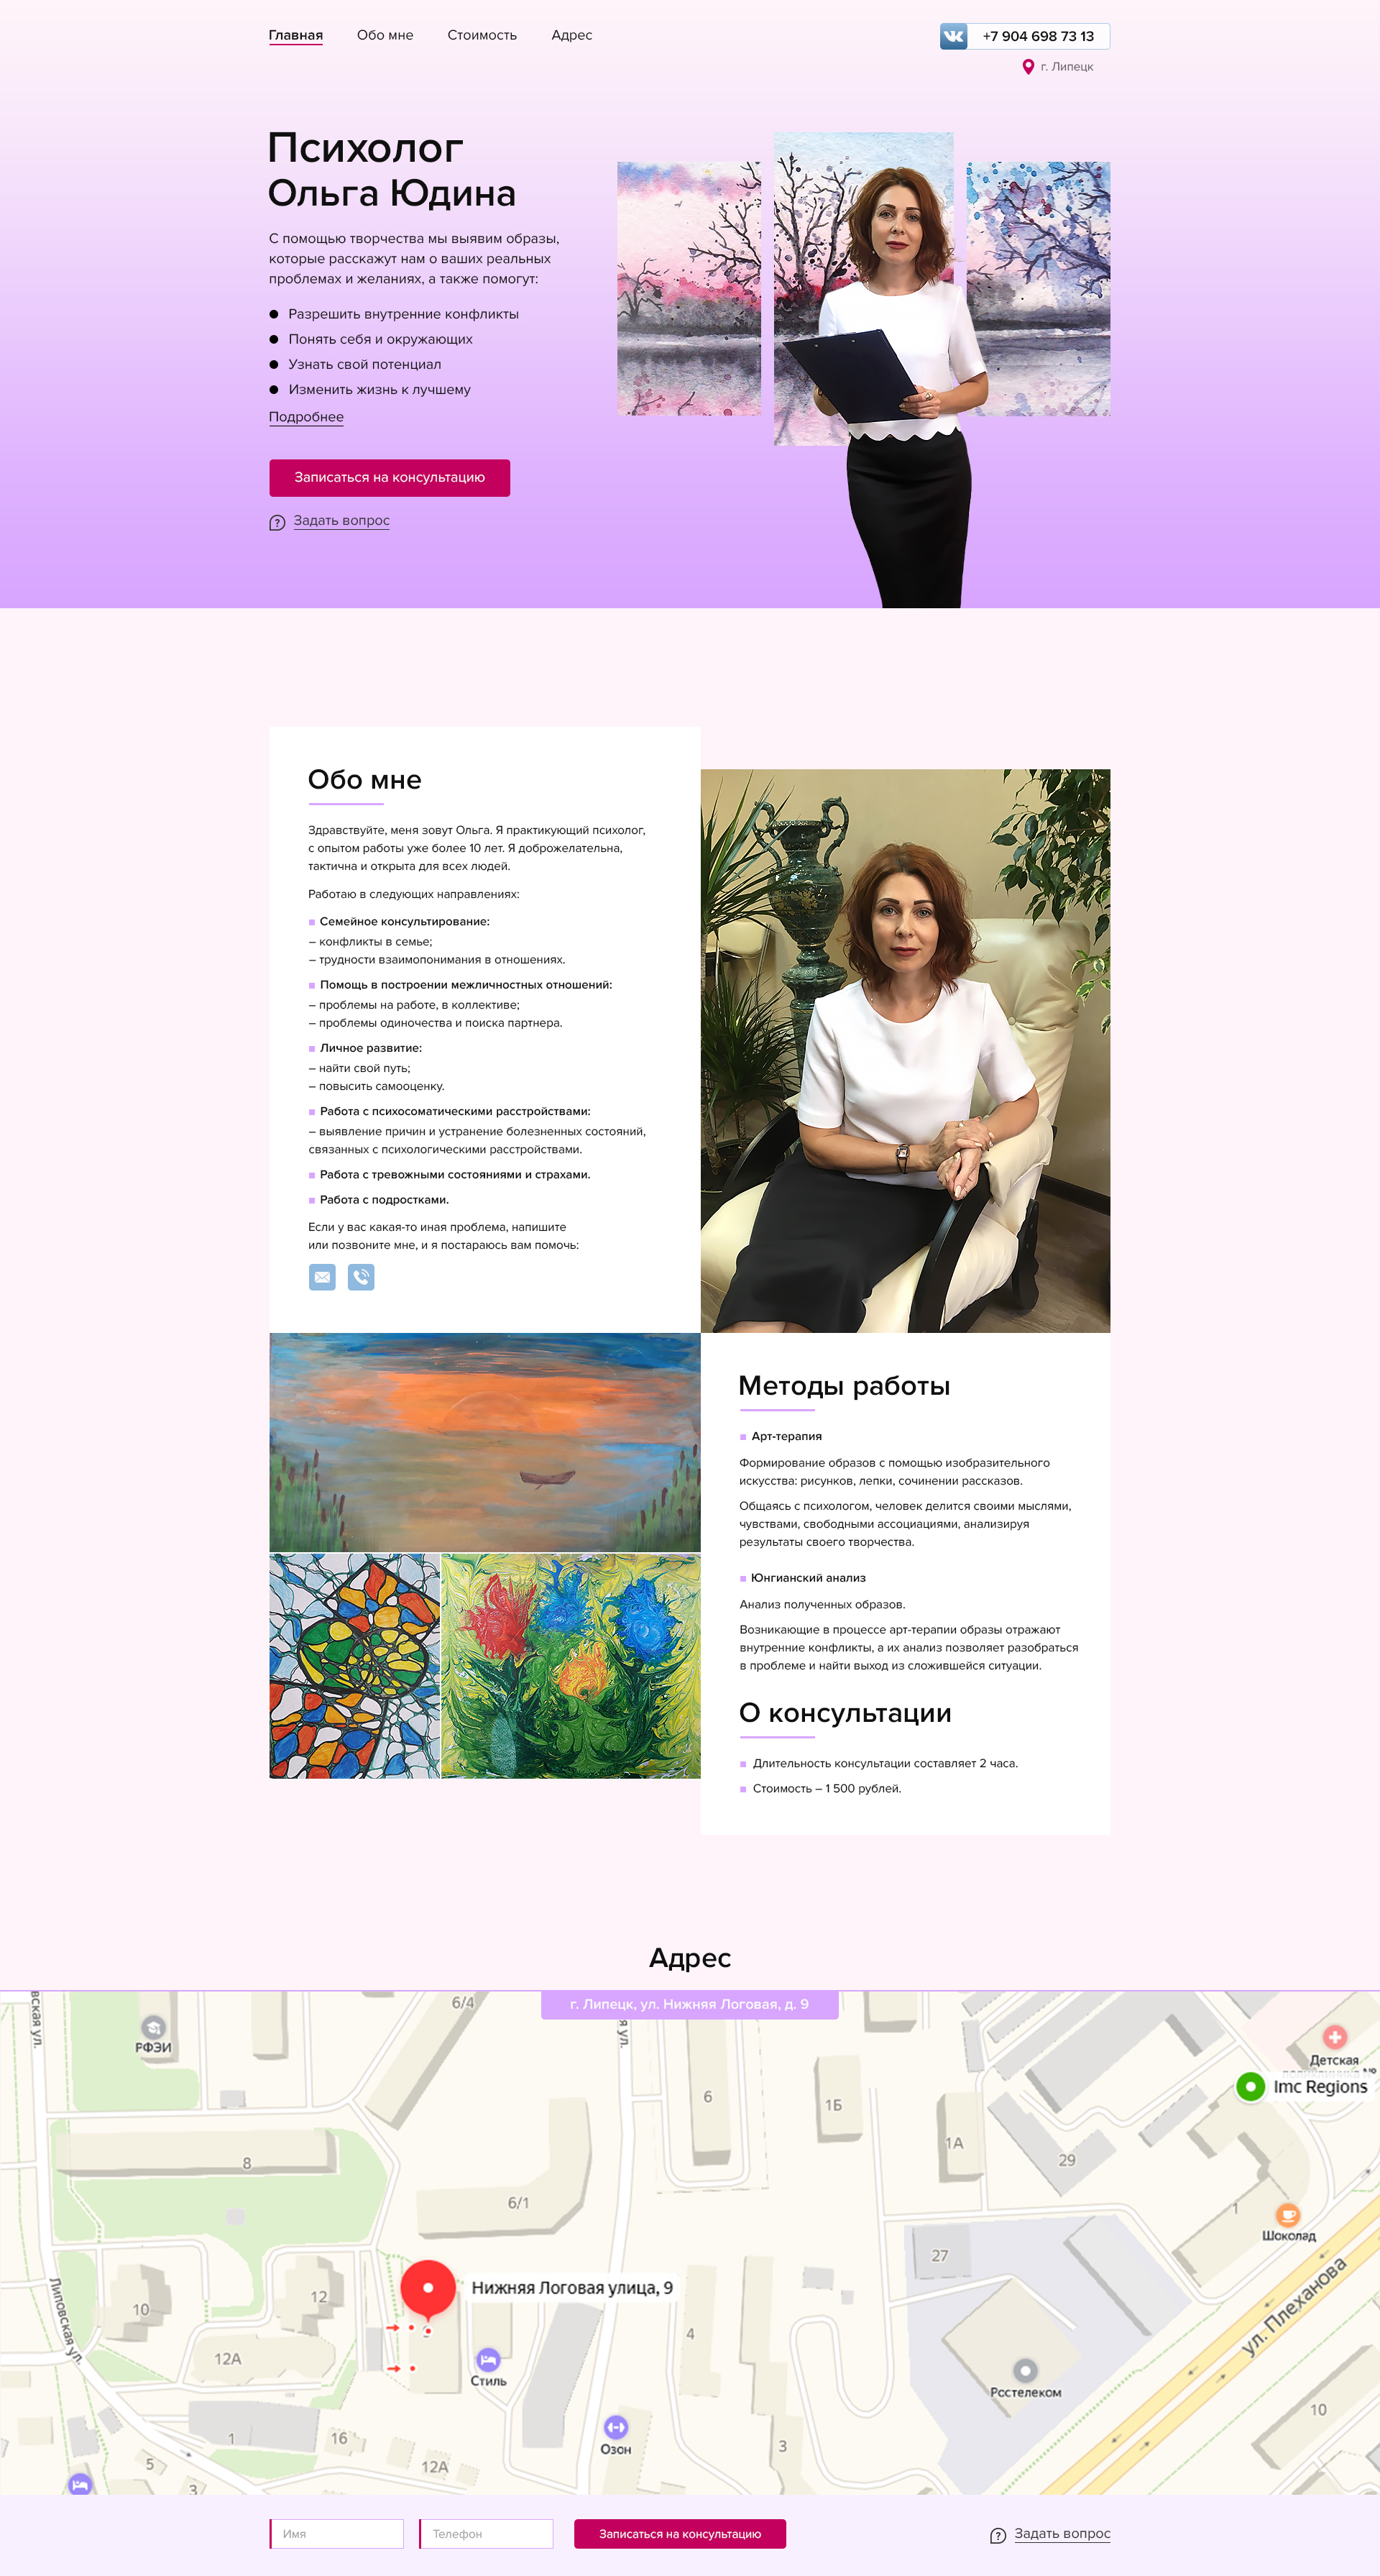 Главная
Обо мне
Стоимость
Адрес
+7 904 698 73 13
г. Липецк
Психолог
Ольга Юдина
С помощью творчества мы выявим образы,
которые расскажут нам о ваших реальных
проблемах и желаниях, а также помогут:
Разрешить внутренние конфликты
Понять себя и окружающих
Узнать свой потенциал
Изменить жизнь к лучшему
Подробнее
Записаться на консультацию
Задать вопрос
Обо мне
Здравствуйте, меня зовут Ольга. Я практикующий психолог,
с опытом работы уже более 10 лет. Я доброжелательна,
тактична и открыта для всех людей.
Работаю в следующих направлениях:
Семейное консультирование:
– конфликты в семье;
– трудности взаимопонимания в отношениях.
Помощь в построении межличностных отношений:
– проблемы на работе, в коллективе;
– проблемы одиночества и поиска партнера.
Личное развитие:
– найти свой путь;
– повысить самооценку.
Работа с психосоматическими расстройствами:
– выявление причин и устранение болезненных состояний,
связанных с психологическими расстройствами.
Работа с тревожными состояниями и страхами.
Работа с подростками.
Если у вас какая-то иная проблема, напишите
или позвоните мне, и я постараюсь вам помочь:
Методы работы
Арт-терапия
Формирование образов с помощью изобразительного
искусства: рисунков, лепки, сочинении рассказов.
Общаясь с психологом, человек делится своими мыслями,
чувствами, свободными ассоциациями, анализируя
результаты своего творчества.
Юнгианский анализ
Анализ полученных образов.
Возникающие в процессе арт-терапии образы отражают
внутренние конфликты, а их анализ позволяет разобраться
в проблеме и найти выход из сложившейся ситуации.
О консультации
Длительность консультации составляет 2 часа.
Стоимость – 1 500 рублей.
Адрес
г. Липецк, ул. Нижняя Логовая, д. 9
вская ул.
я ул.
6/4
РФЭИ
Детская
Imc Regions
6
1Б
1А
29
8
6/1
1
Шоколад
27
ул. Плеханова
Нижняя Логовая улица, 9
12
10
Липовская ул.
4
12А
Стиль
Ростелеком
10
1
16
Озон
3
5
12А
3
Имя
Телефон
Записаться на консультацию
Задать вопрос